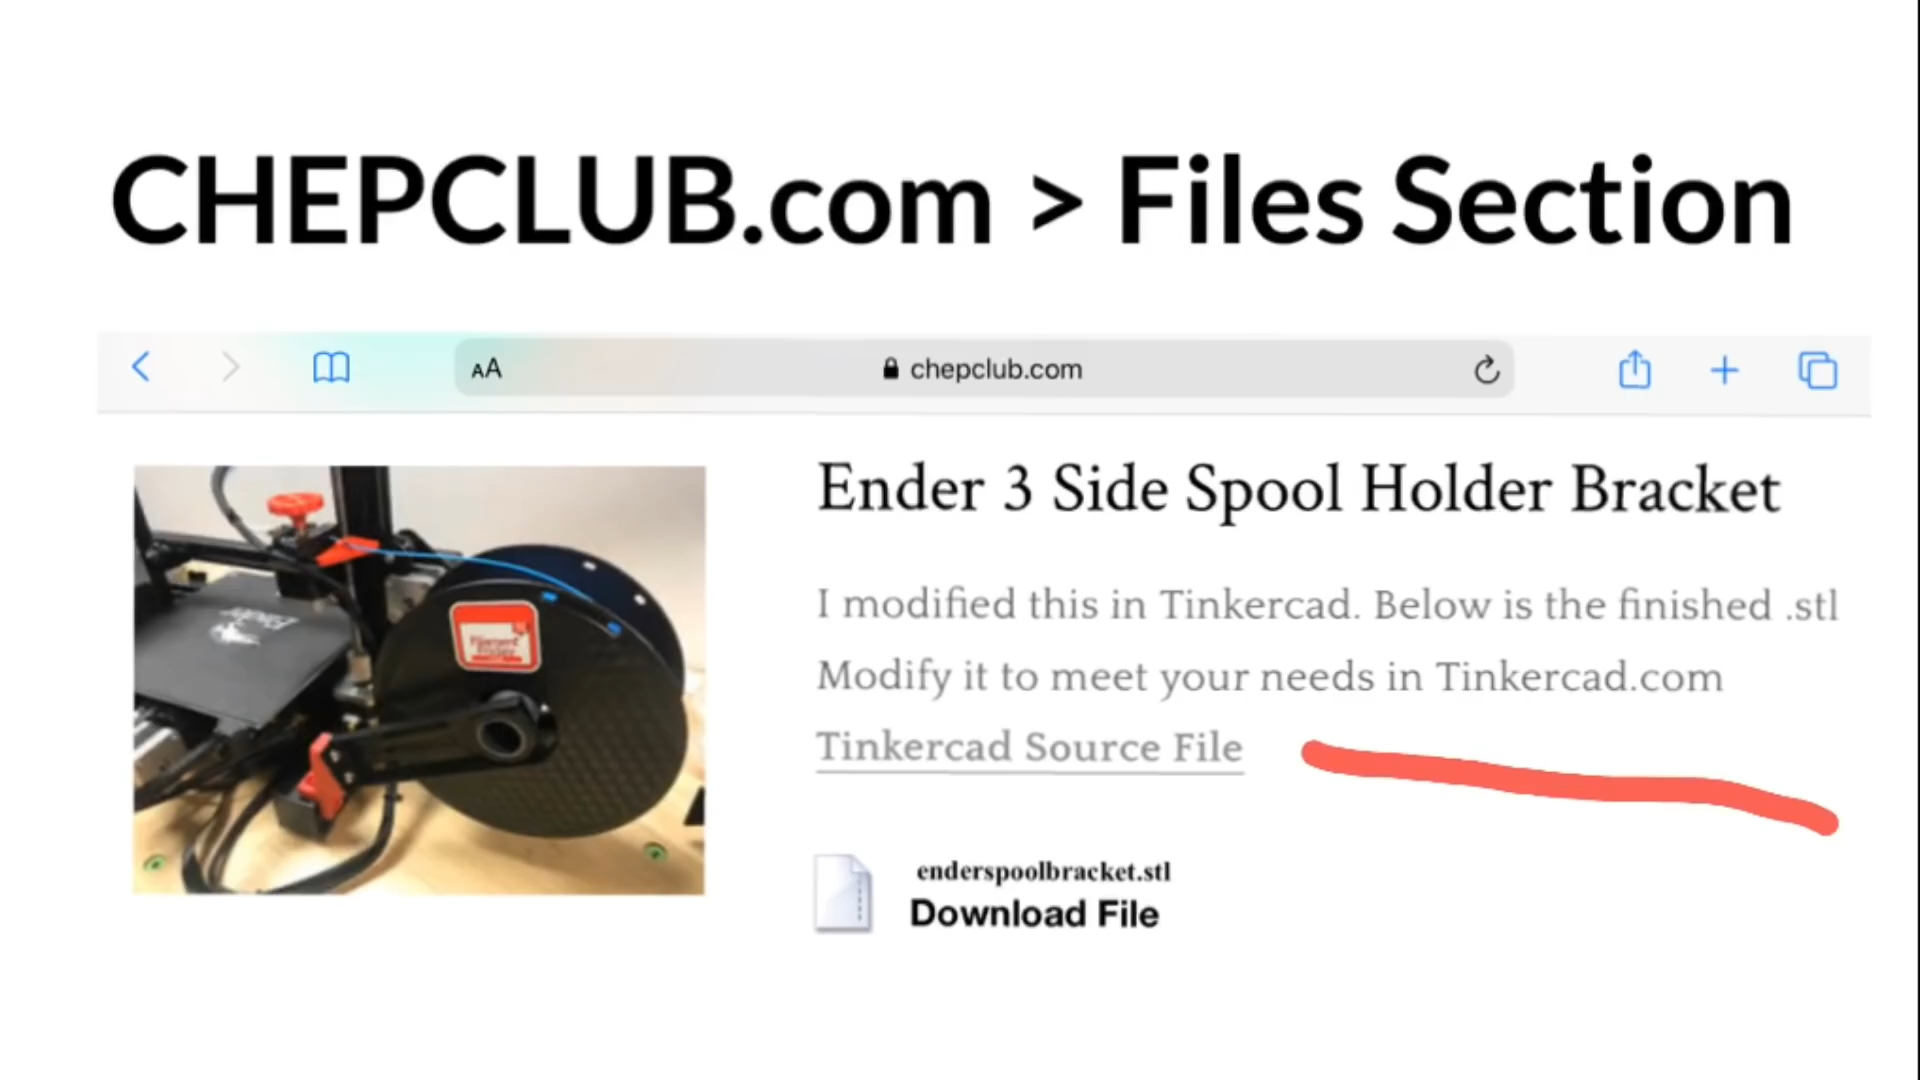 CHEPCLUB.com > Files Section
AA
chepclub.com
Ender 3 Side Spool Holder Bracket
I modified this in Tinkercad. Below is the finished .stl
Modify it to meet your needs in Tinkercad.com
Tinkercad Source File
enderspoolbracket.stl
Download File
Ender
Filament